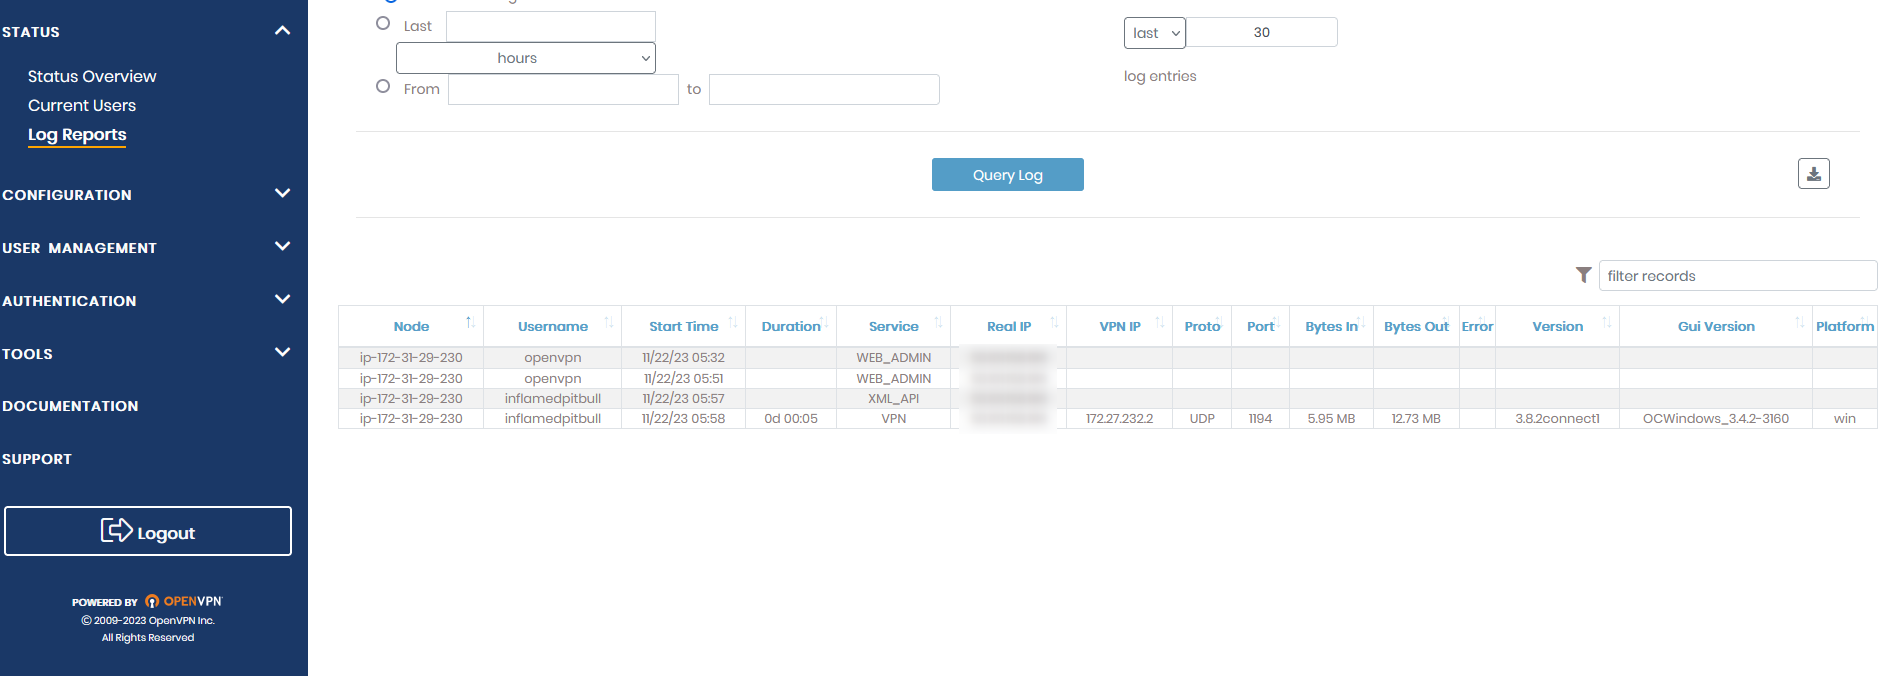 STATUS
Status Overview
Current Users
Log Reports
CONFIGURATION
USER MANAGEMENT
AUTHENTICATION
TOOLS
DOCUMENTATION
SUPPORT
Logout
POWERED BY OPENVPN
© 2009-2023 OpenVPN Inc.
All Rights Reserved
Last
hours
From to
last 30
log entries
Query Log
filter records
Node Username Start Time Duration Service Real IP VPN IP Proto Port Bytes In Bytes Out Error Version Gui Version Platform
ip-172-31-29-230 openvpn 11/22/23 05:32 WEB_ADMIN
ip-172-31-29-230 openvpn 11/22/23 05:51 WEB_ADMIN
ip-172-31-29-230 inflamedpitbull 11/22/23 05:57 XML_API
ip-172-31-29-230 inflamedpitbull 11/22/23 05:58 0d 00:05 VPN 172.27.232.2 UDP 1194 5.95 MB 12.73 MB 3.8.2connect1 OCWindows_3.4.2-3160 win